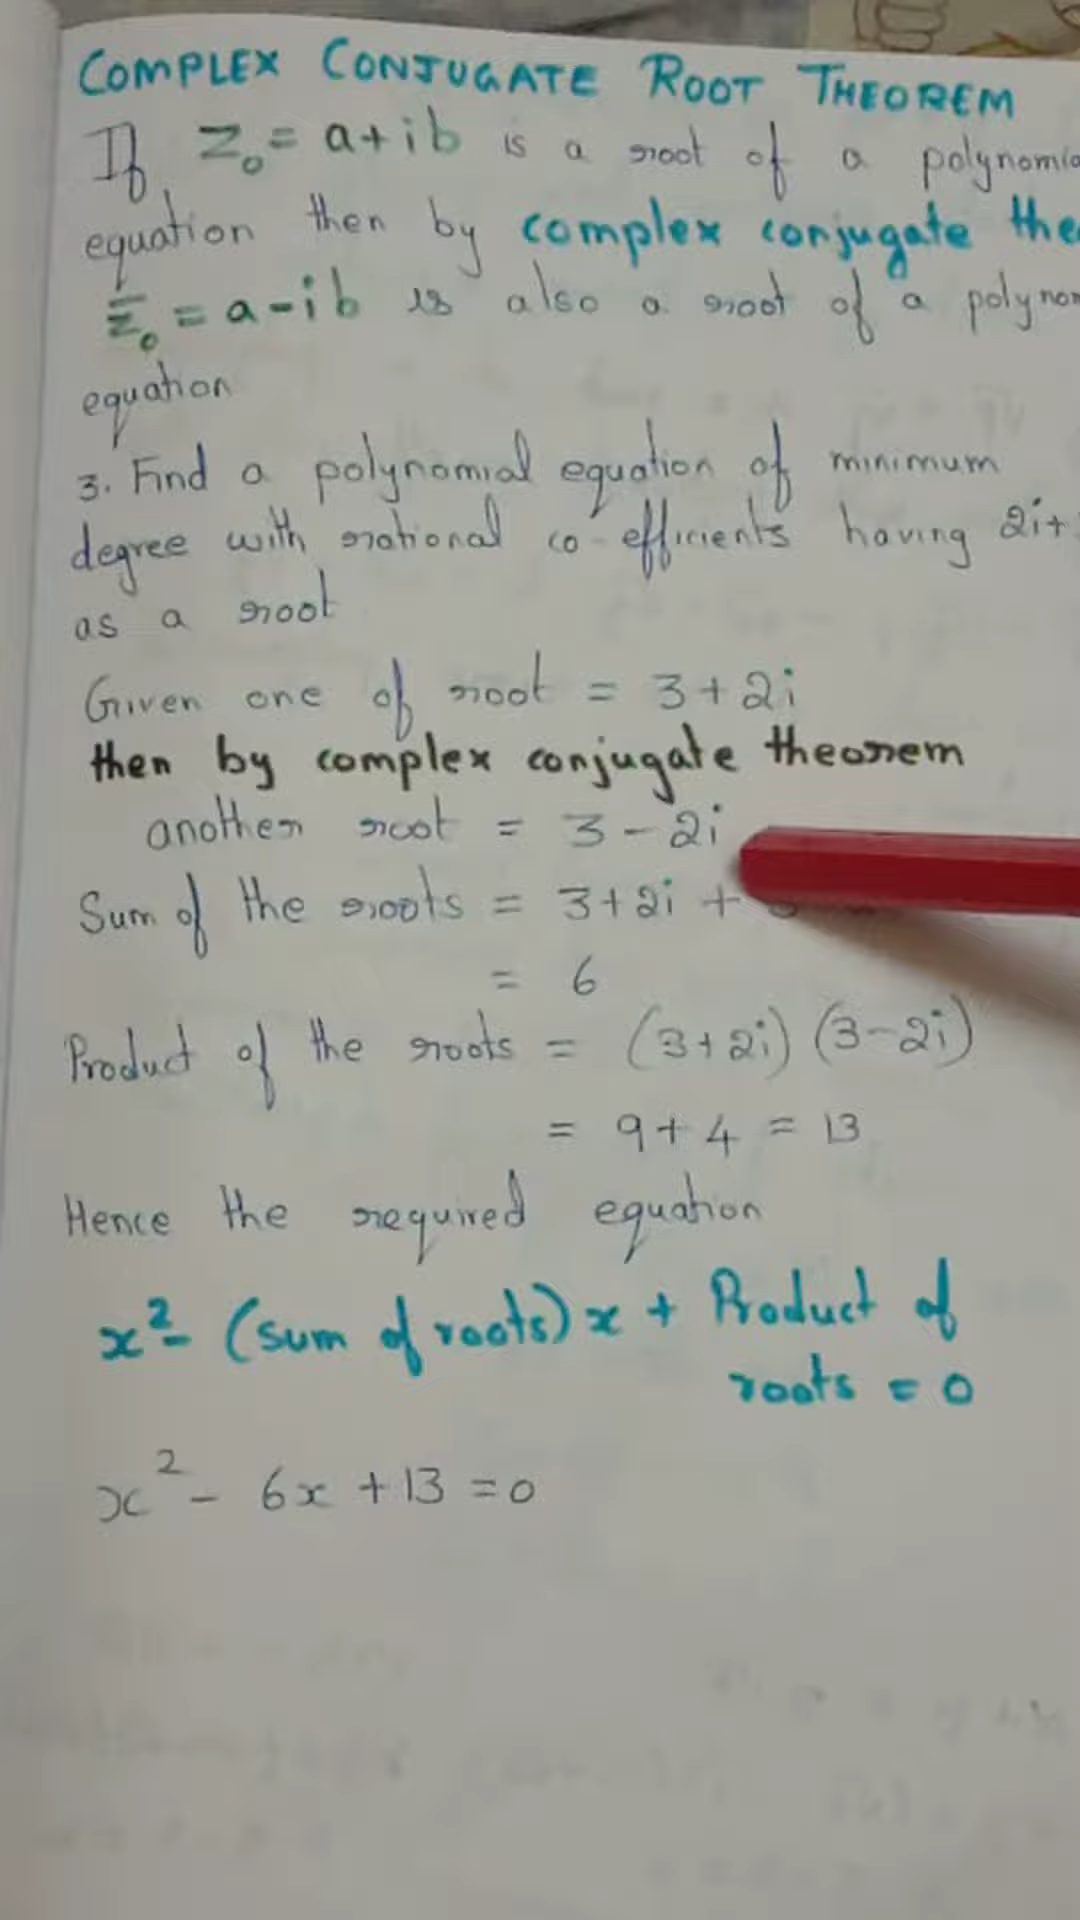 COMPLEX CONJUGATE ROOT THEOREM
If z₀ = a+ib is a root of a
equation then by complex conjugate
z̄₀ = a-ib is also a root of a
equation
3. Find a polynomial equation of minimum
degree with rational co-efficients having 2i+
as a root
Given one of root = 3+2i
then by complex conjugate theorem
another root = 3-2i
Sum of the roots = 3+2i +
= 6
Product of the roots = (3+2i) (3-2i)
= 9+4 = 13
Hence the required equation
x² - (sum of roots) x + Product of
roots = 0
x² - 6x + 13 = 0